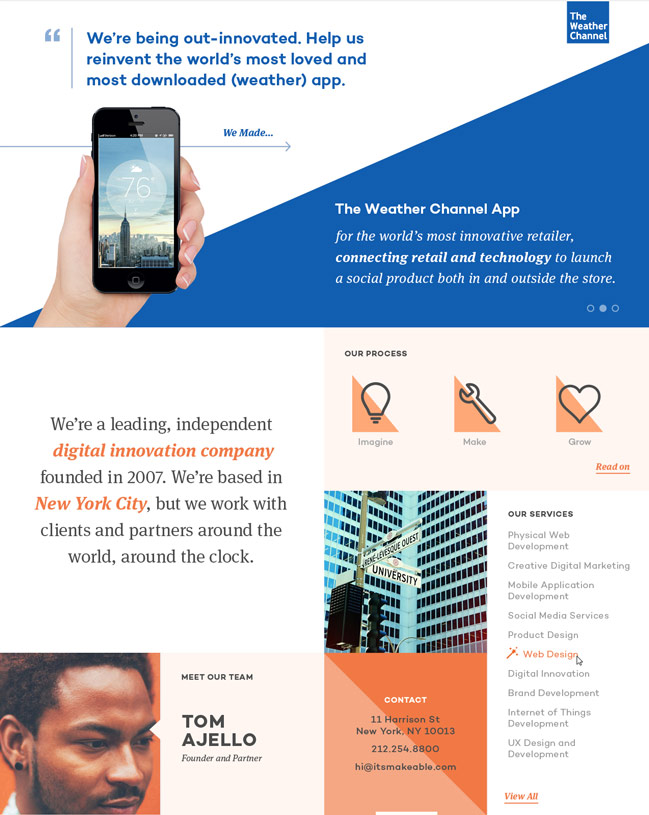 The
Weather
Channel
“ We’re being out-innovated. Help us
reinvent the world’s most loved and
most downloaded (weather) app.
We Made...
4:20 PM
76°
The Weather Channel App
for the world’s most innovative retailer,
connecting retail and technology to launch
a social product both in and outside the store.
We’re a leading, independent
digital innovation company
founded in 2007. We’re based in
New York City, but we work with
clients and partners around the
world, around the clock.
OUR PROCESS
Imagine
Make
Grow
Read on
RENE-LEVESQUE OUEST
UNIVERSITY
OUR SERVICES
Physical Web
Development
Creative Digital Marketing
Mobile Application
Development
Social Media Services
Product Design
Web Design
Digital Innovation
Brand Development
Internet of Things
Development
UX Design and
Development
View All
MEET OUR TEAM
TOM
AJELLO
Founder and Partner
CONTACT
11 Harrison St
New York, NY 10013
212.254.8800
hi@itsmakeable.com